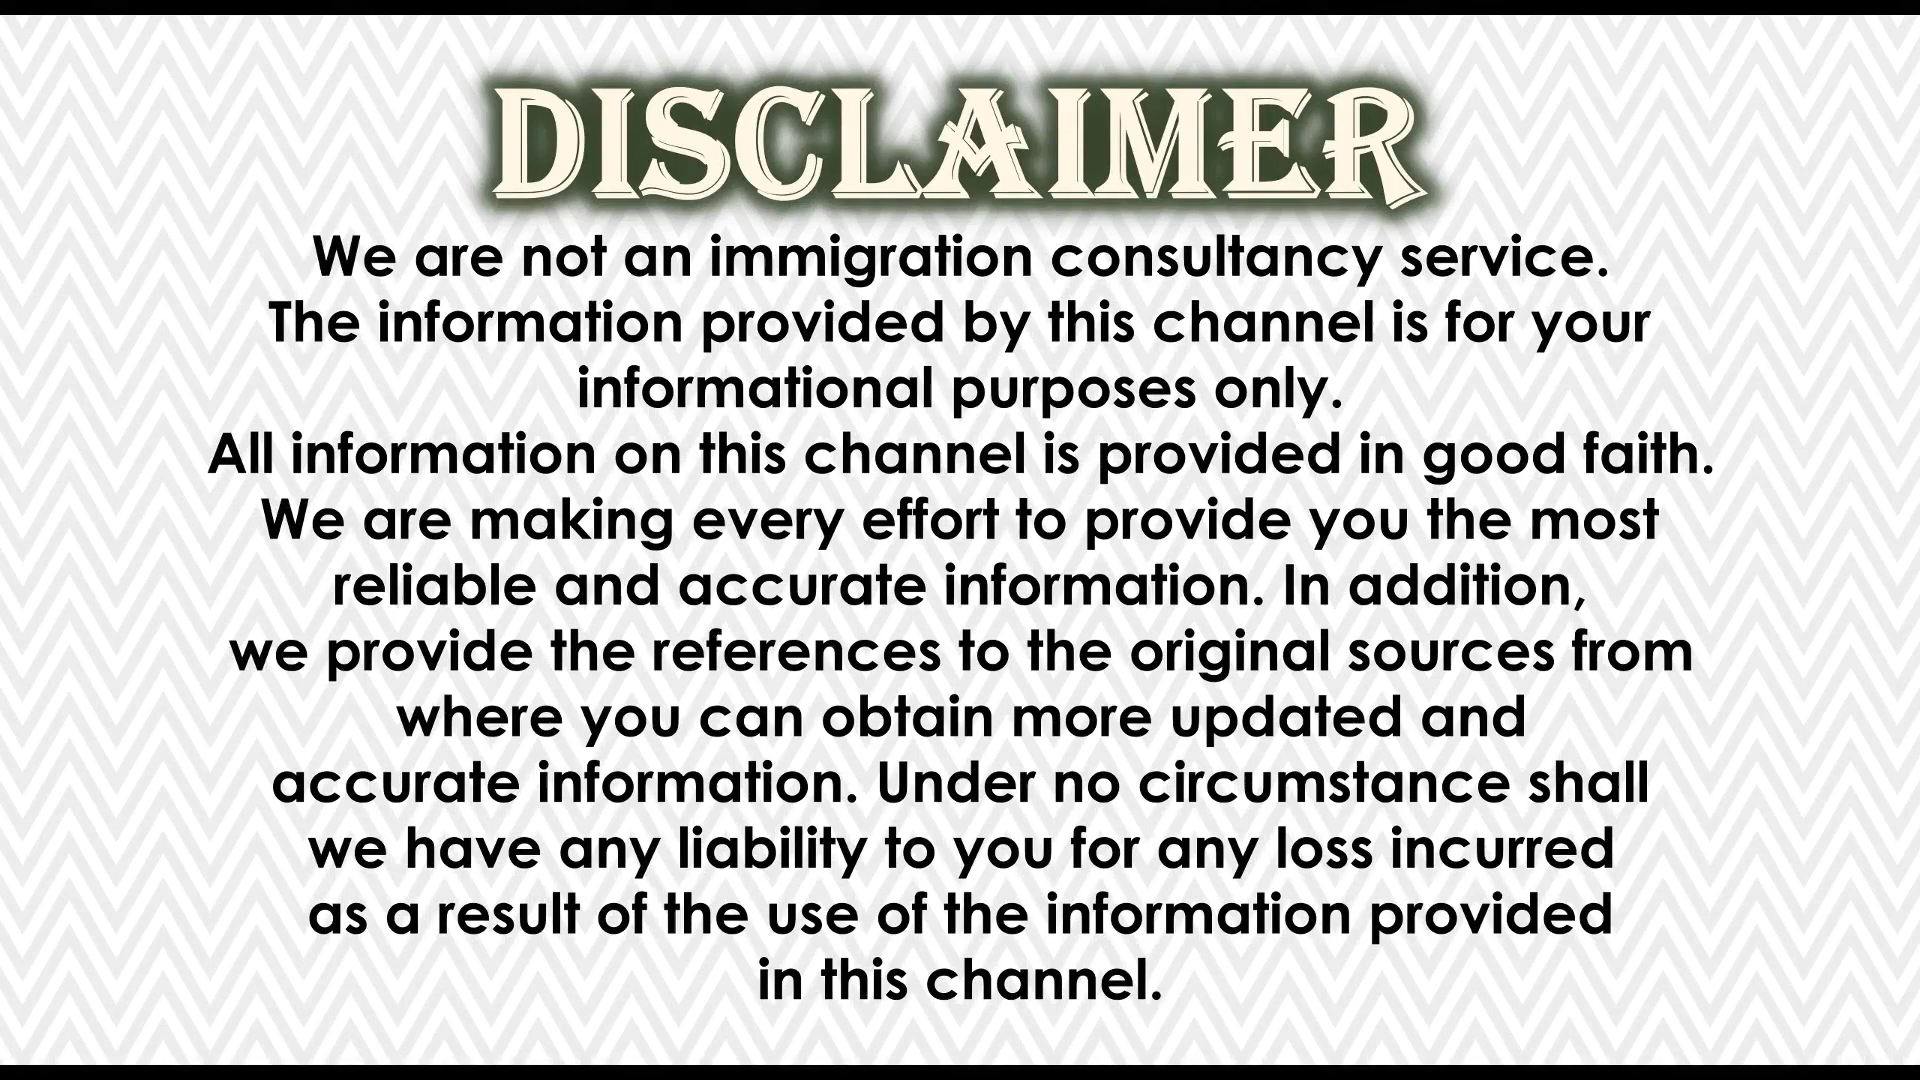 DISCLAIMER
We are not an immigration consultancy service.
The information provided by this channel is for your
informational purposes only.
All information on this channel is provided in good faith.
We are making every effort to provide you the most
reliable and accurate information. In addition,
we provide the references to the original sources from
where you can obtain more updated and
accurate information. Under no circumstance shall
we have any liability to you for any loss incurred
as a result of the use of the information provided
in this channel.